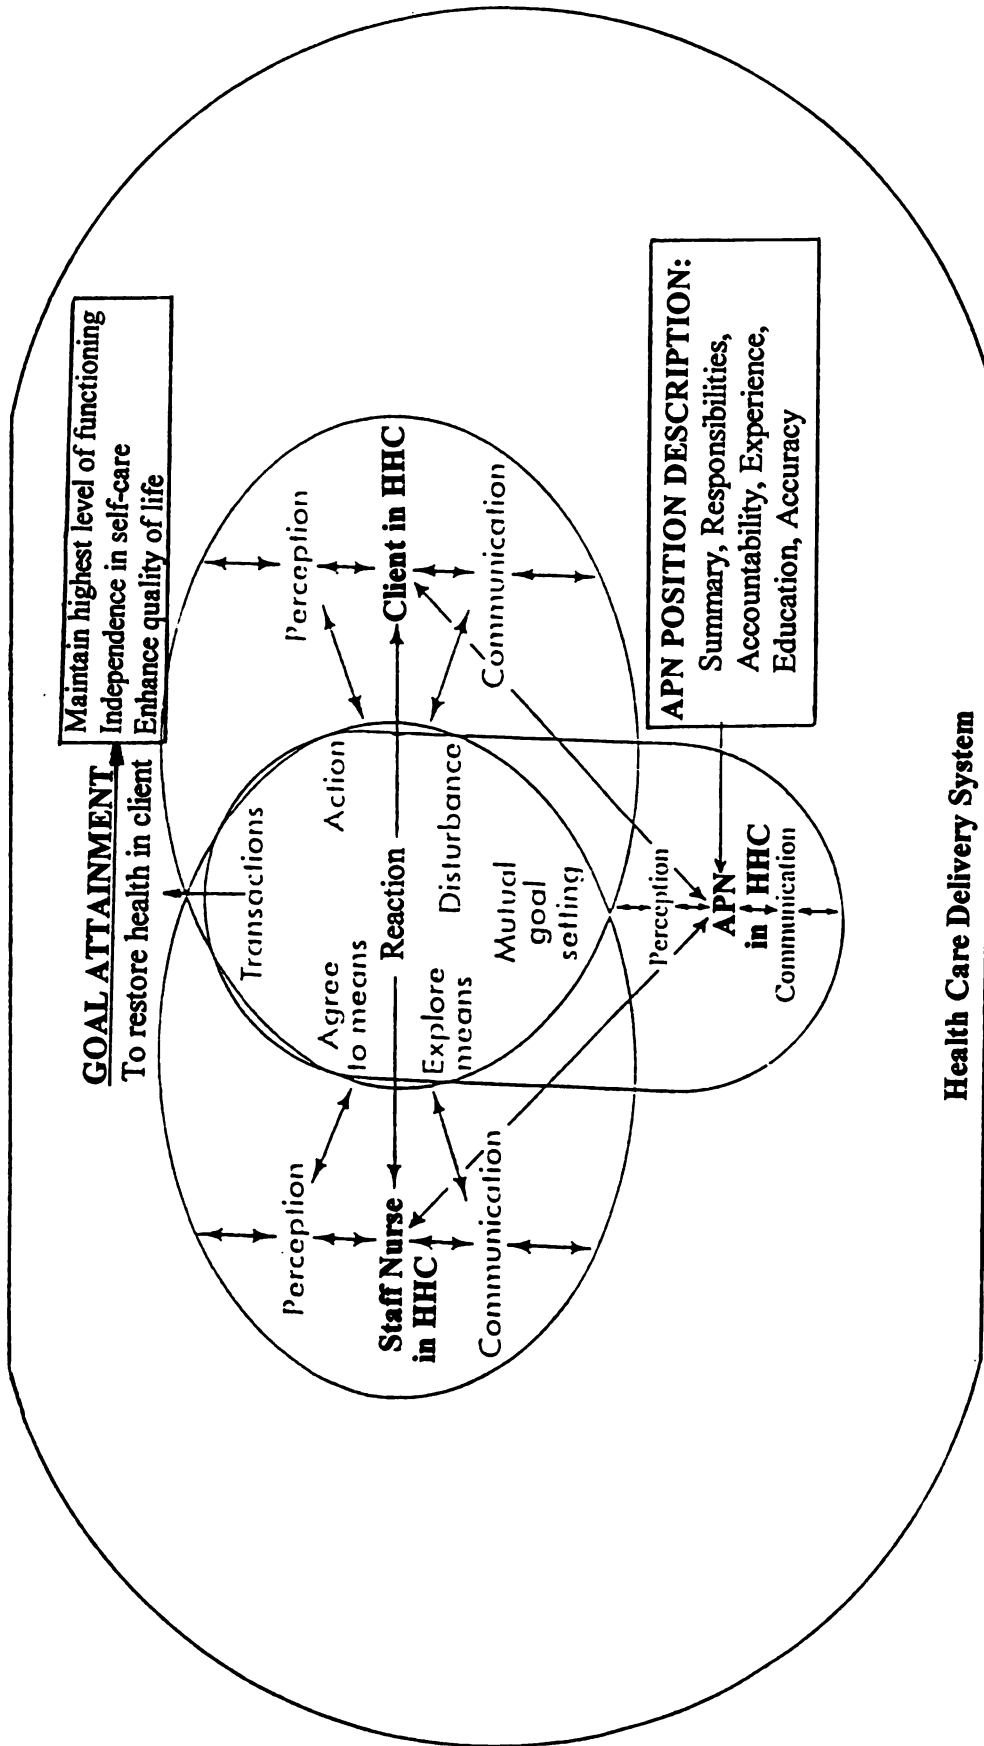 GOAL ATTAINMENT
To restore health in client
Maintain highest level of functioning
Independence in self-care
Enhance quality of life
Transactions
Perception
Agree
to means
Action
Perception
Staff Nurse
in HHC
Reaction
Client in HHC
Explore
means
Disturbance
Communication
Mutual
goal
setting
Communication
Perception
APN
in HHC
Communication
APN POSITION DESCRIPTION:
Summary, Responsibilities,
Accountability, Experience,
Education, Accuracy
Health Care Delivery System